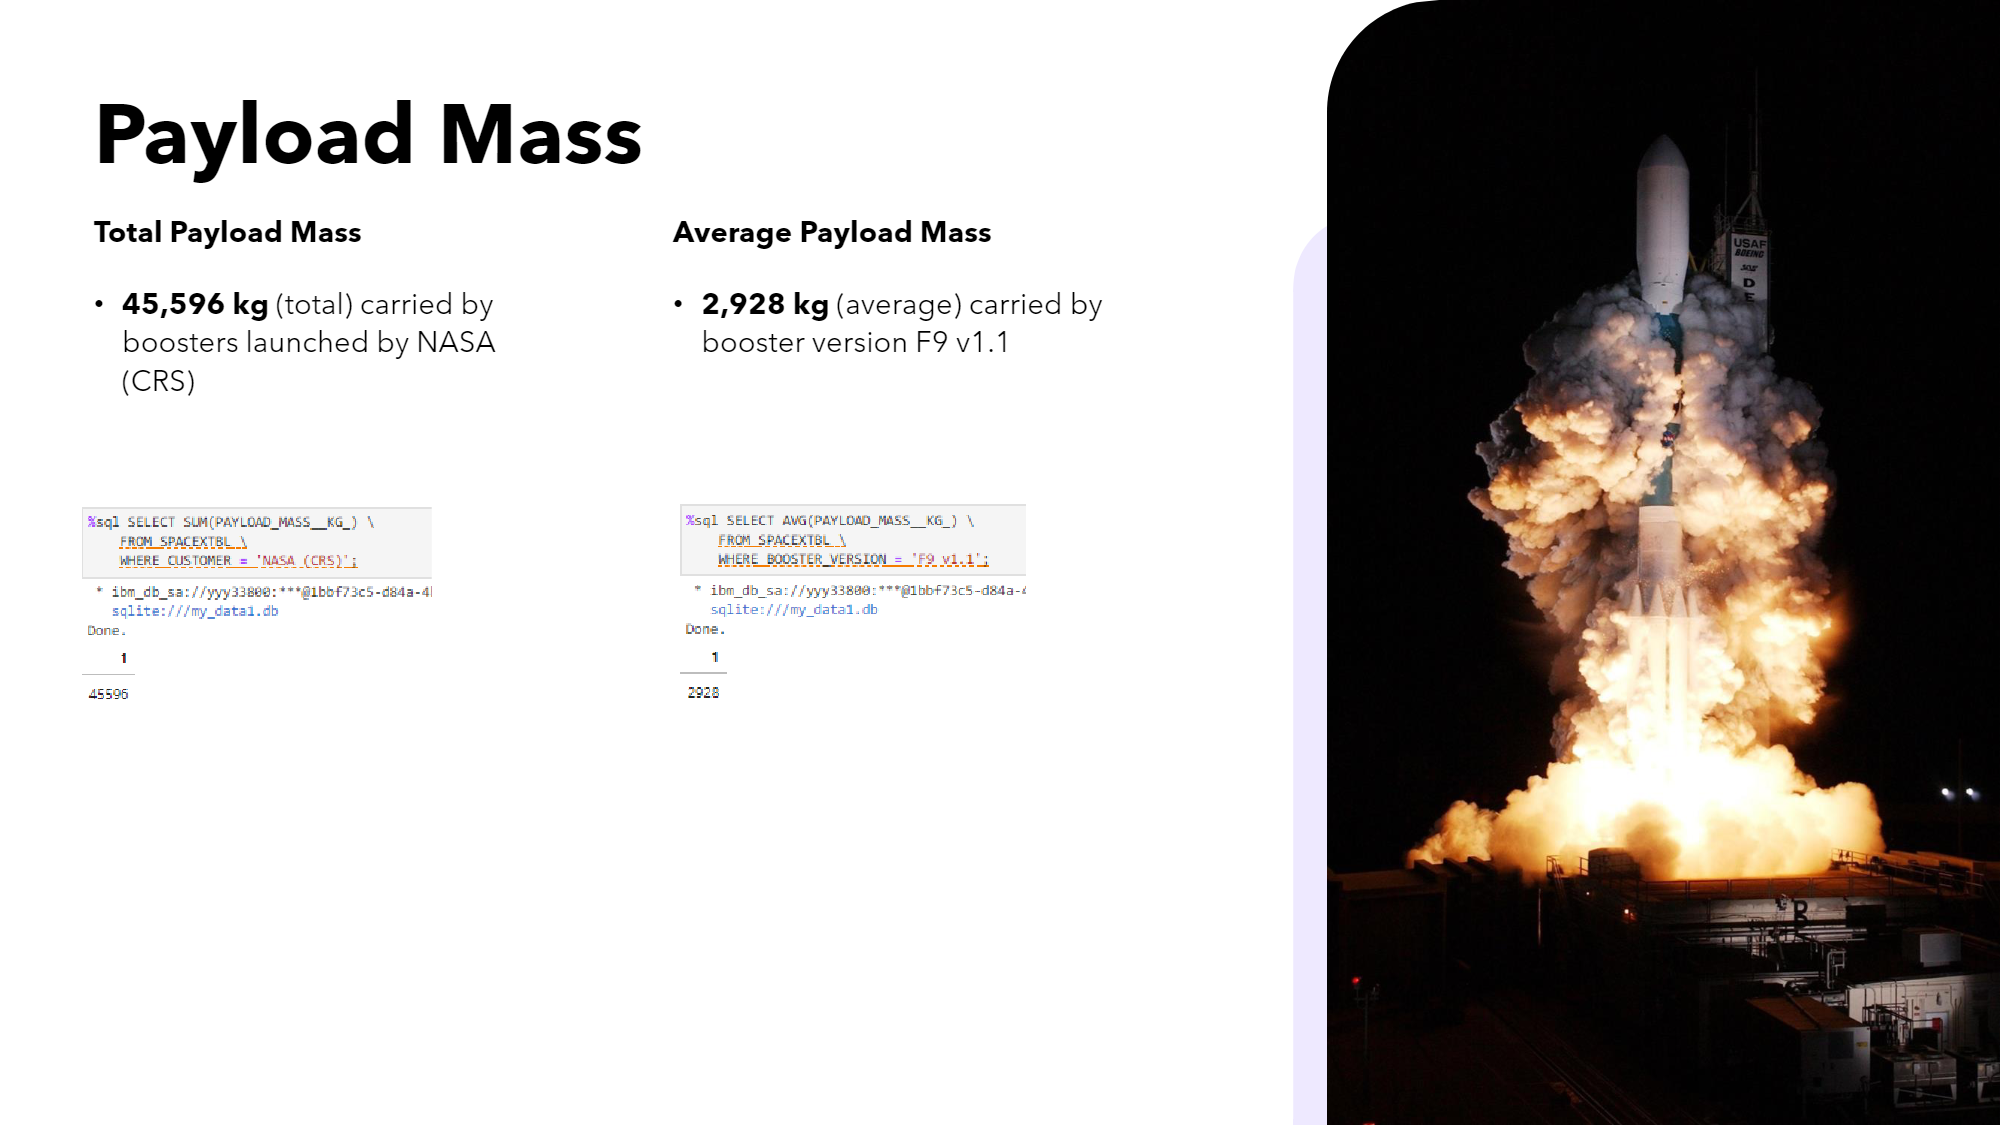 Payload Mass
Total Payload Mass
• 45,596 kg (total) carried by
boosters launched by NASA
(CRS)
%sql SELECT SUM(PAYLOAD_MASS__KG_) \
FROM SPACEXTBL \
WHERE CUSTOMER = 'NASA (CRS)';
* ibm_db_sa://yyy33800:***@1bbf73c5-d84a-4
sqlite:///my_data1.db
Done.
1
45596
Average Payload Mass
• 2,928 kg (average) carried by
booster version F9 v1.1
%sql SELECT AVG(PAYLOAD_MASS__KG_) \
FROM SPACEXTBL \
WHERE BOOSTER_VERSION = 'F9 v1.1';
* ibm_db_sa://yyy33800:***@1bbf73c5-d84a-
sqlite:///my_data1.db
Done.
1
2928
USAF
BOEING
D
E
B